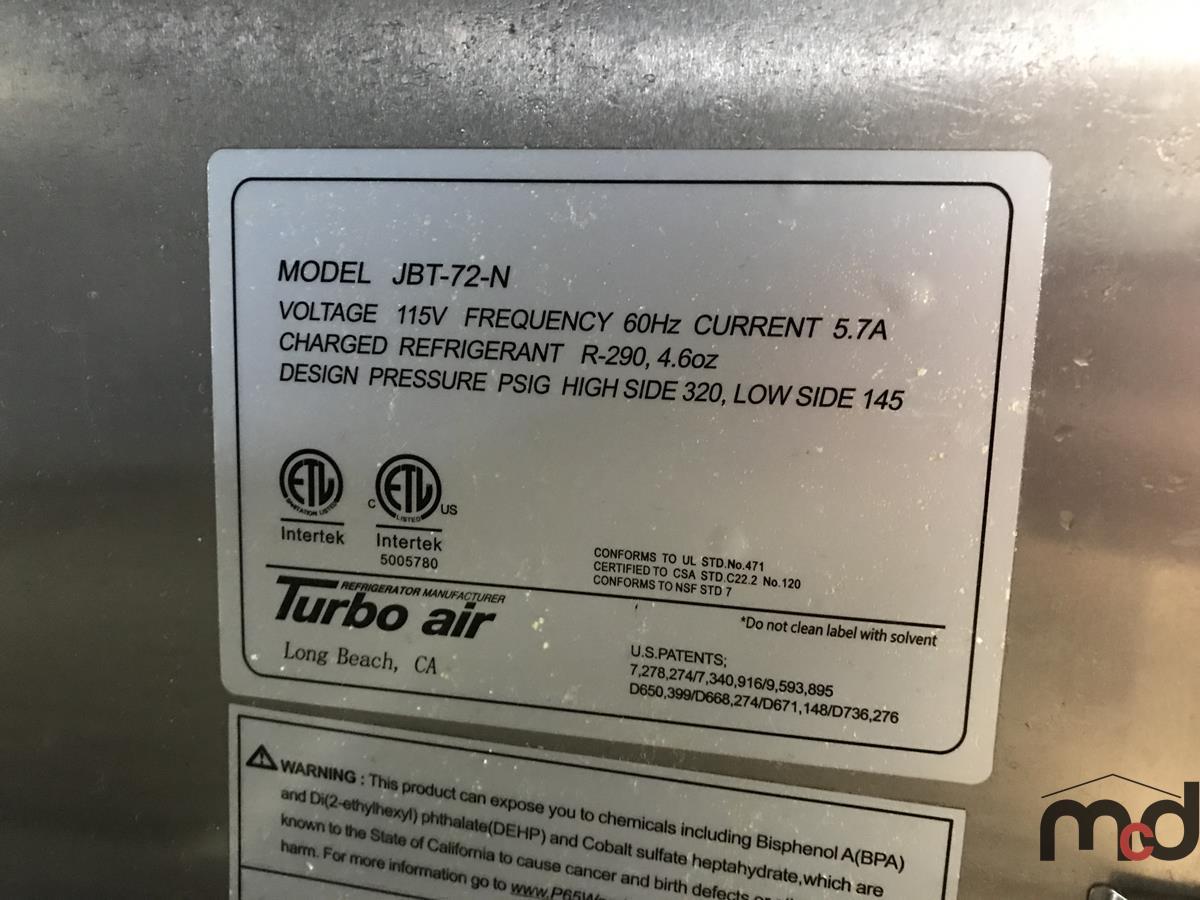 MODEL JBT-72-N
VOLTAGE 115V FREQUENCY 60Hz CURRENT 5.7A
CHARGED REFRIGERANT R-290, 4.6oz
DESIGN PRESSURE PSIG HIGH SIDE 320, LOW SIDE 145
ETL
SANITATION LISTED
Intertek
C ETL US
LISTED
Intertek
5005780
CONFORMS TO UL STD.No.471
CERTIFIED TO CSA STD.C22.2 No.120
CONFORMS TO NSF STD 7
REFRIGERATOR MANUFACTURER
Turbo air
Long Beach, CA
*Do not clean label with solvent
U.S.PATENTS;
7,278,274/7,340,916/9,593,895
D650,399/D668,274/D671,148/D736,276
WARNING : This product can expose you to chemicals including Bisphenol A(BPA)
and Di(2-ethylhexyl) phthalate(DEHP) and Cobalt sulfate heptahydrate,which are
known to the State of California to cause cancer and birth defects
harm. For more information go to
mcd